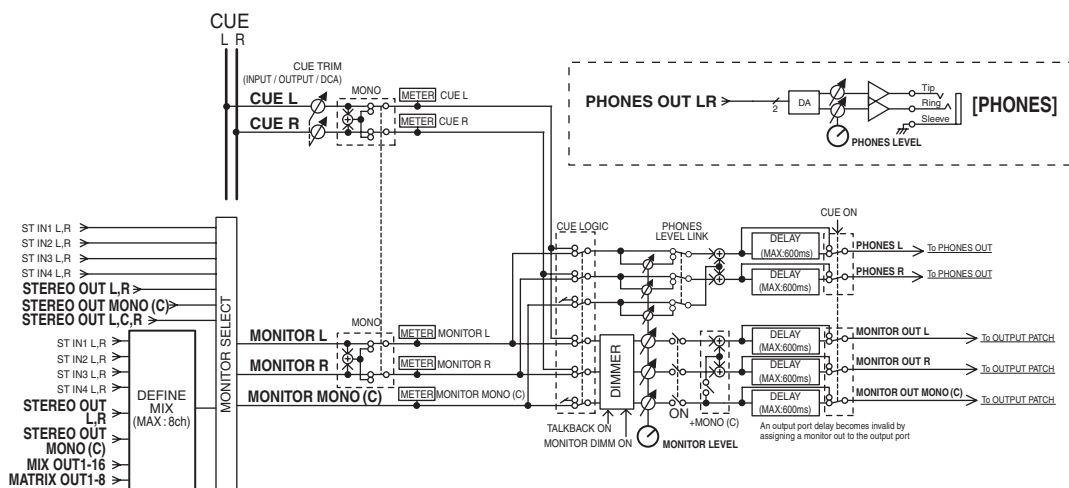 CUE
L R
CUE TRIM
(INPUT / OUTPUT / DCA)
MONO
CUE L
METER CUE L
CUE R
METER CUE R
PHONES OUT LR
2
DA
Tip
Ring
Sleeve
[PHONES]
PHONES LEVEL
ST IN1 L,R
ST IN2 L,R
ST IN3 L,R
ST IN4 L,R
STEREO OUT L,R
STEREO OUT MONO (C)
STEREO OUT L,C,R
ST IN1 L,R
ST IN2 L,R
ST IN3 L,R
ST IN4 L,R
STEREO OUT
L,R
STEREO OUT
MONO (C)
MIX OUT1-16
MATRIX OUT1-8
DEFINE
MIX
(MAX : 8ch)
MONITOR SELECT
MONO
MONITOR L
METER MONITOR L
MONITOR R
METER MONITOR R
MONITOR MONO (C)
METER MONITOR MONO (C)
CUE LOGIC
PHONES
LEVEL LINK
CUE ON
DELAY
(MAX:600ms)
PHONES L
To PHONES OUT
DELAY
(MAX:600ms)
PHONES R
To PHONES OUT
DIMMER
TALKBACK ON
MONITOR DIMM ON
ON
MONITOR LEVEL
+MONO (C)
DELAY
(MAX:600ms)
MONITOR OUT L
To OUTPUT PATCH
DELAY
(MAX:600ms)
MONITOR OUT R
To OUTPUT PATCH
DELAY
(MAX:600ms)
MONITOR OUT MONO (C)
To OUTPUT PATCH
An output port delay becomes invalid by
assigning a monitor out to the output port